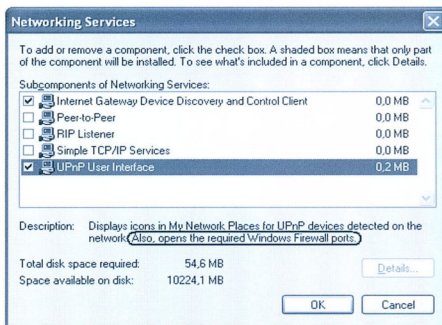 Networking Services
To add or remove a component, click the check box. A shaded box means that only part
of the component will be installed. To see what's included in a component, click Details.
Subcomponents of Networking Services:
Internet Gateway Device Discovery and Control Client 0,0 MB
Peer-to-Peer 0,0 MB
RIP Listener 0,0 MB
Simple TCP/IP Services 0,0 MB
UPnP User Interface 0,2 MB
Description: Displays icons in My Network Places for UPnP devices detected on the
network. Also, opens the required Windows Firewall ports.
Total disk space required: 54,6 MB
Details...
Space available on disk: 10224,1 MB
OK Cancel